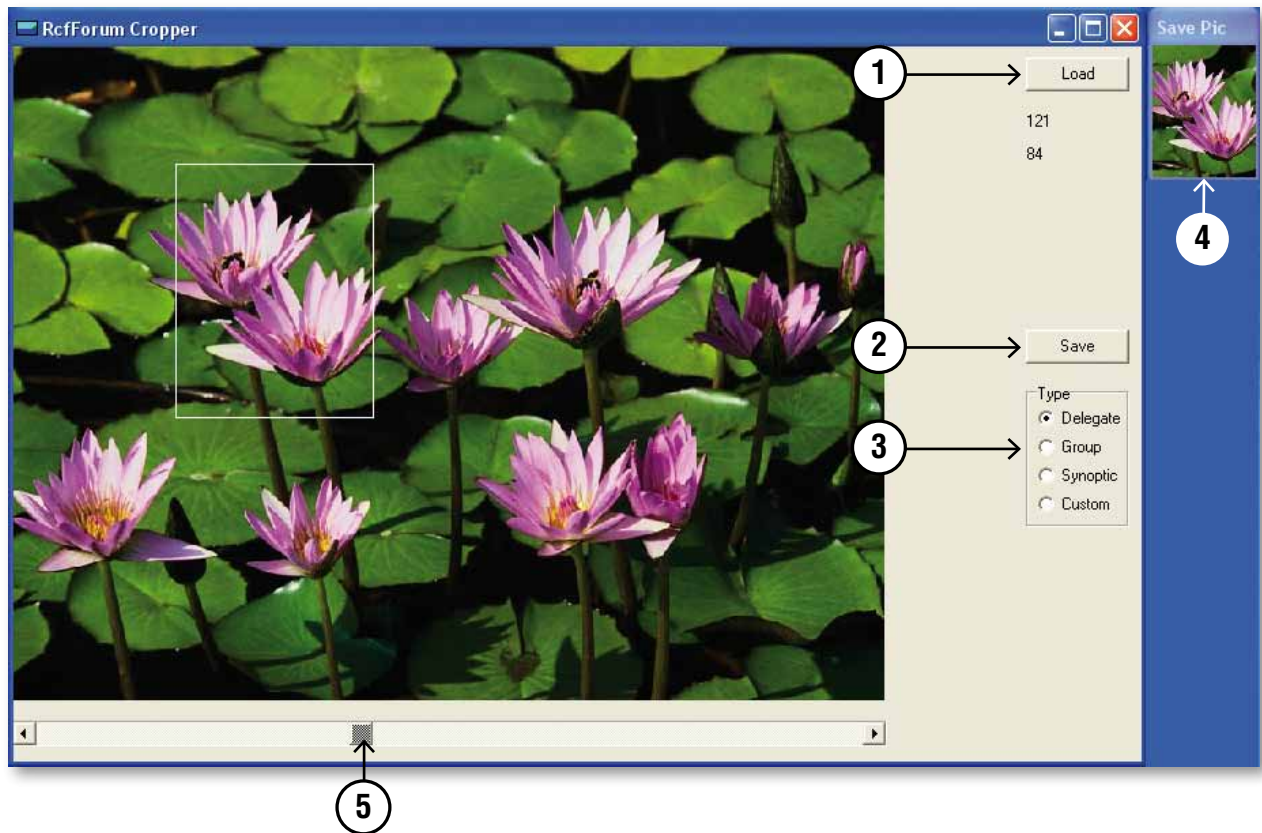 RcfForum Cropper
Save Pic
1
Load
121
84
4
2
Save
Type
Delegate
3
Group
Synoptic
Custom
5